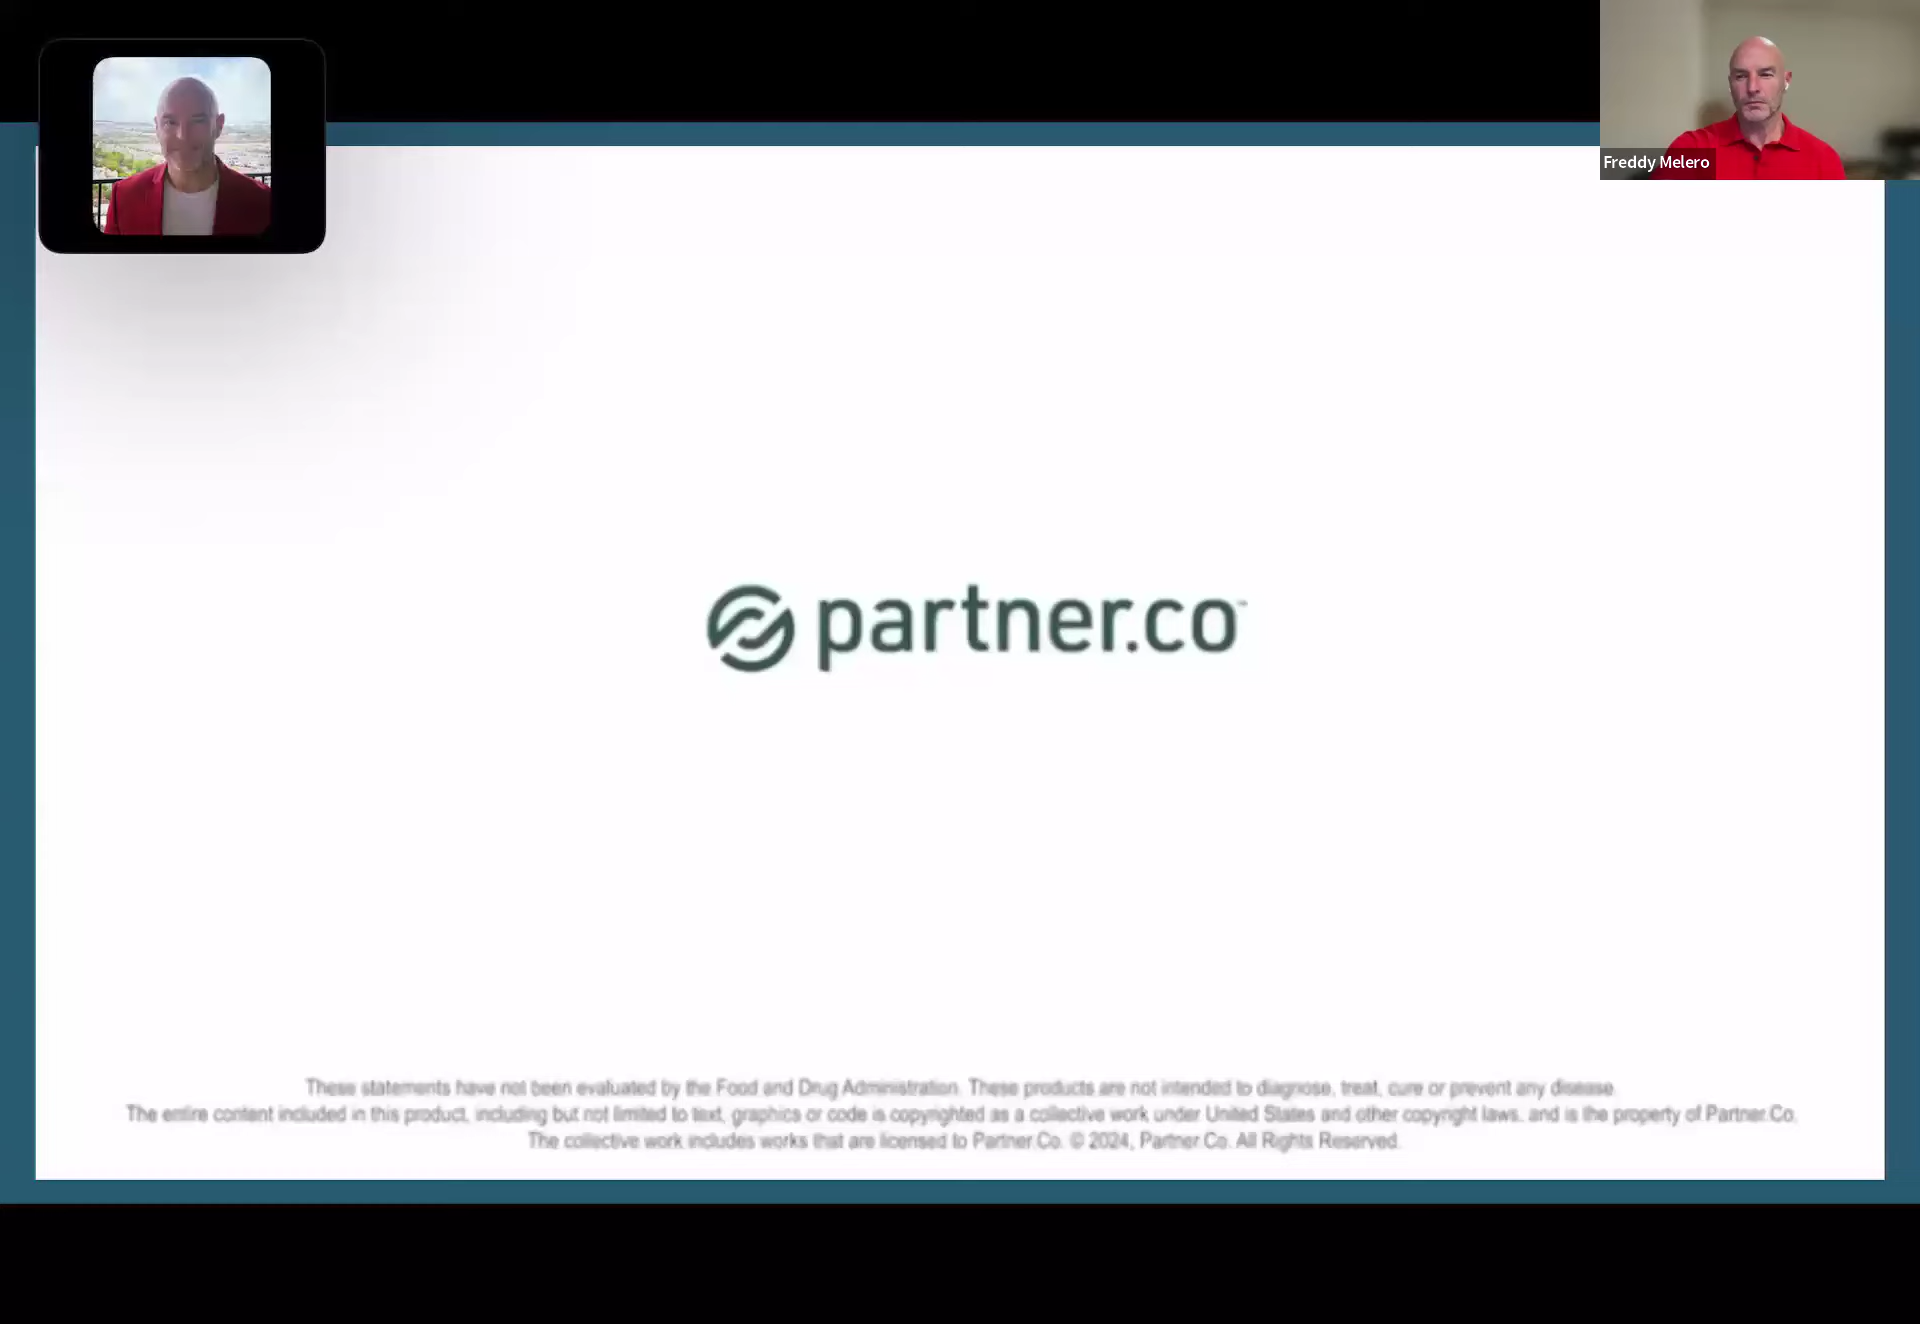 Freddy Melero
partner.co™
These statements have not been evaluated by the Food and Drug Administration. These products are not intended to diagnose, treat, cure or prevent any disease.
The entire content included in this product, including but not limited to text, graphics or code is copyrighted as a collective work under United States and other copyright laws, and is the property of Partner.Co.
The collective work includes works that are licensed to Partner.Co. © 2024, Partner.Co. All Rights Reserved.